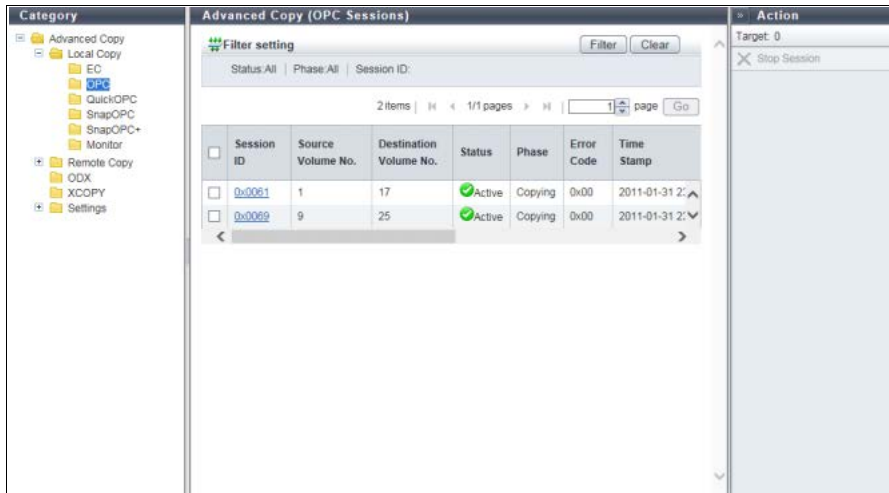 Category
Advanced Copy
Local Copy
EC
OPC
QuickOPC
SnapOPC
SnapOPC+
Monitor
Remote Copy
ODX
XCOPY
Settings
Advanced Copy (OPC Sessions)
Filter setting
Filter
Clear
Status:All | Phase:All | Session ID:
2 items | 1/1 pages | 1 page Go
Session ID Source Volume No. Destination Volume No. Status Phase Error Code Time Stamp
0x0061 1 17 Active Copying 0x00 2011-01-31
0x0069 9 25 Active Copying 0x00 2011-01-31
» Action
Target: 0
Stop Session